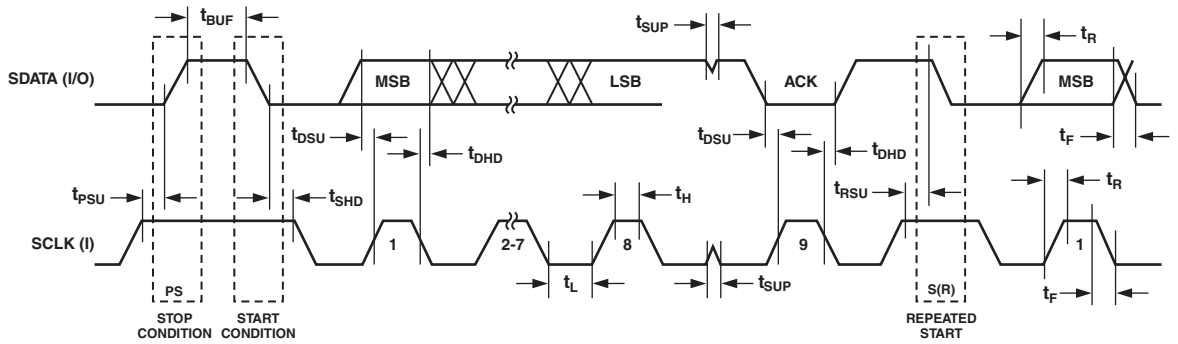 tBUF
tSUP
tR
SDATA (I/O)
MSB
LSB
ACK
MSB
tDSU
tDHD
tDSU
tDHD
tF
tPSU
tSHD
tH
tRSU
tR
SCLK (I)
1
2-7
8
9
1
tL
tSUP
tF
PS
S(R)
STOP
CONDITION
START
CONDITION
REPEATED
START